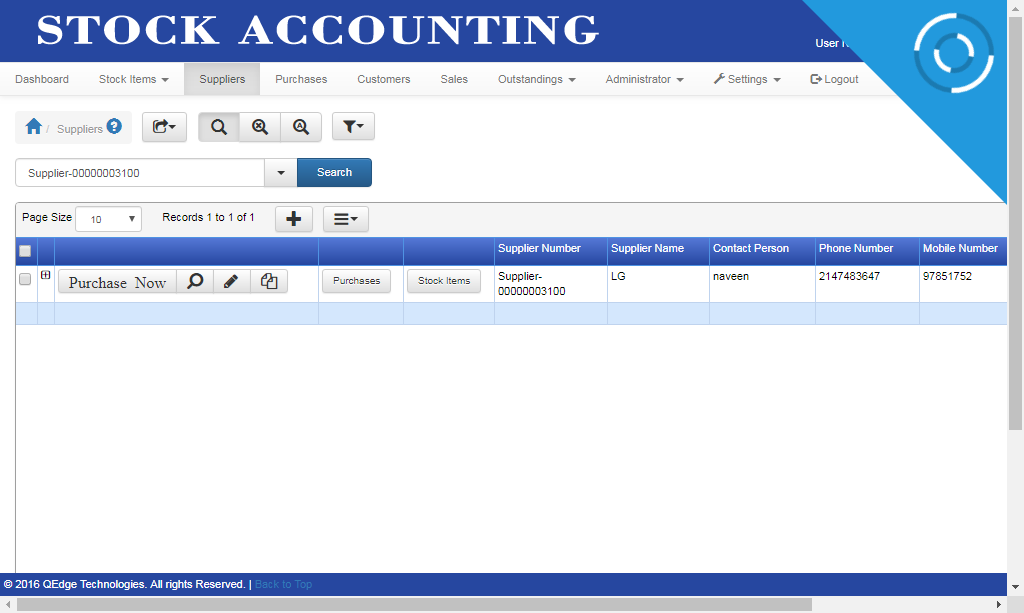 STOCK ACCOUNTING
User
Dashboard Stock Items Suppliers Purchases Customers Sales Outstandings Administrator Settings Logout
/ Suppliers
Supplier-00000003100 Search
Page Size 10 Records 1 to 1 of 1
Supplier Number Supplier Name Contact Person Phone Number Mobile Number
Purchase Now Purchases Stock Items Supplier- LG naveen 2147483647 97851752
00000003100
© 2016 QEdge Technologies. All rights Reserved. | Back to Top